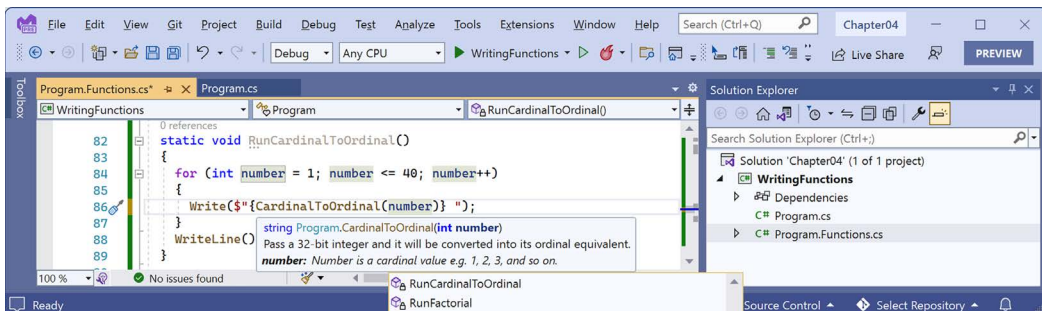 File Edit View Git Project Build Debug Test Analyze Tools Extensions Window Help Search (Ctrl+Q) Chapter04
Debug Any CPU WritingFunctions Live Share PREVIEW
Toolbox
Program.Functions.cs* Program.cs
WritingFunctions Program RunCardinalToOrdinal()
0 references
82 static void RunCardinalToOrdinal()
83 {
84 for (int number = 1; number <= 40; number++)
85 {
86 Write($"{CardinalToOrdinal(number)} ");
87 }
88 WriteLine()
89 }
string Program.CardinalToOrdinal(int number)
Pass a 32-bit integer and it will be converted into its ordinal equivalent.
number: Number is a cardinal value e.g. 1, 2, 3, and so on.
100 % No issues found
RunCardinalToOrdinal
RunFactorial
Solution Explorer
Search Solution Explorer (Ctrl+;)
Solution 'Chapter04' (1 of 1 project)
C# WritingFunctions
Dependencies
C# Program.cs
C# Program.Functions.cs
Ready Source Control Select Repository